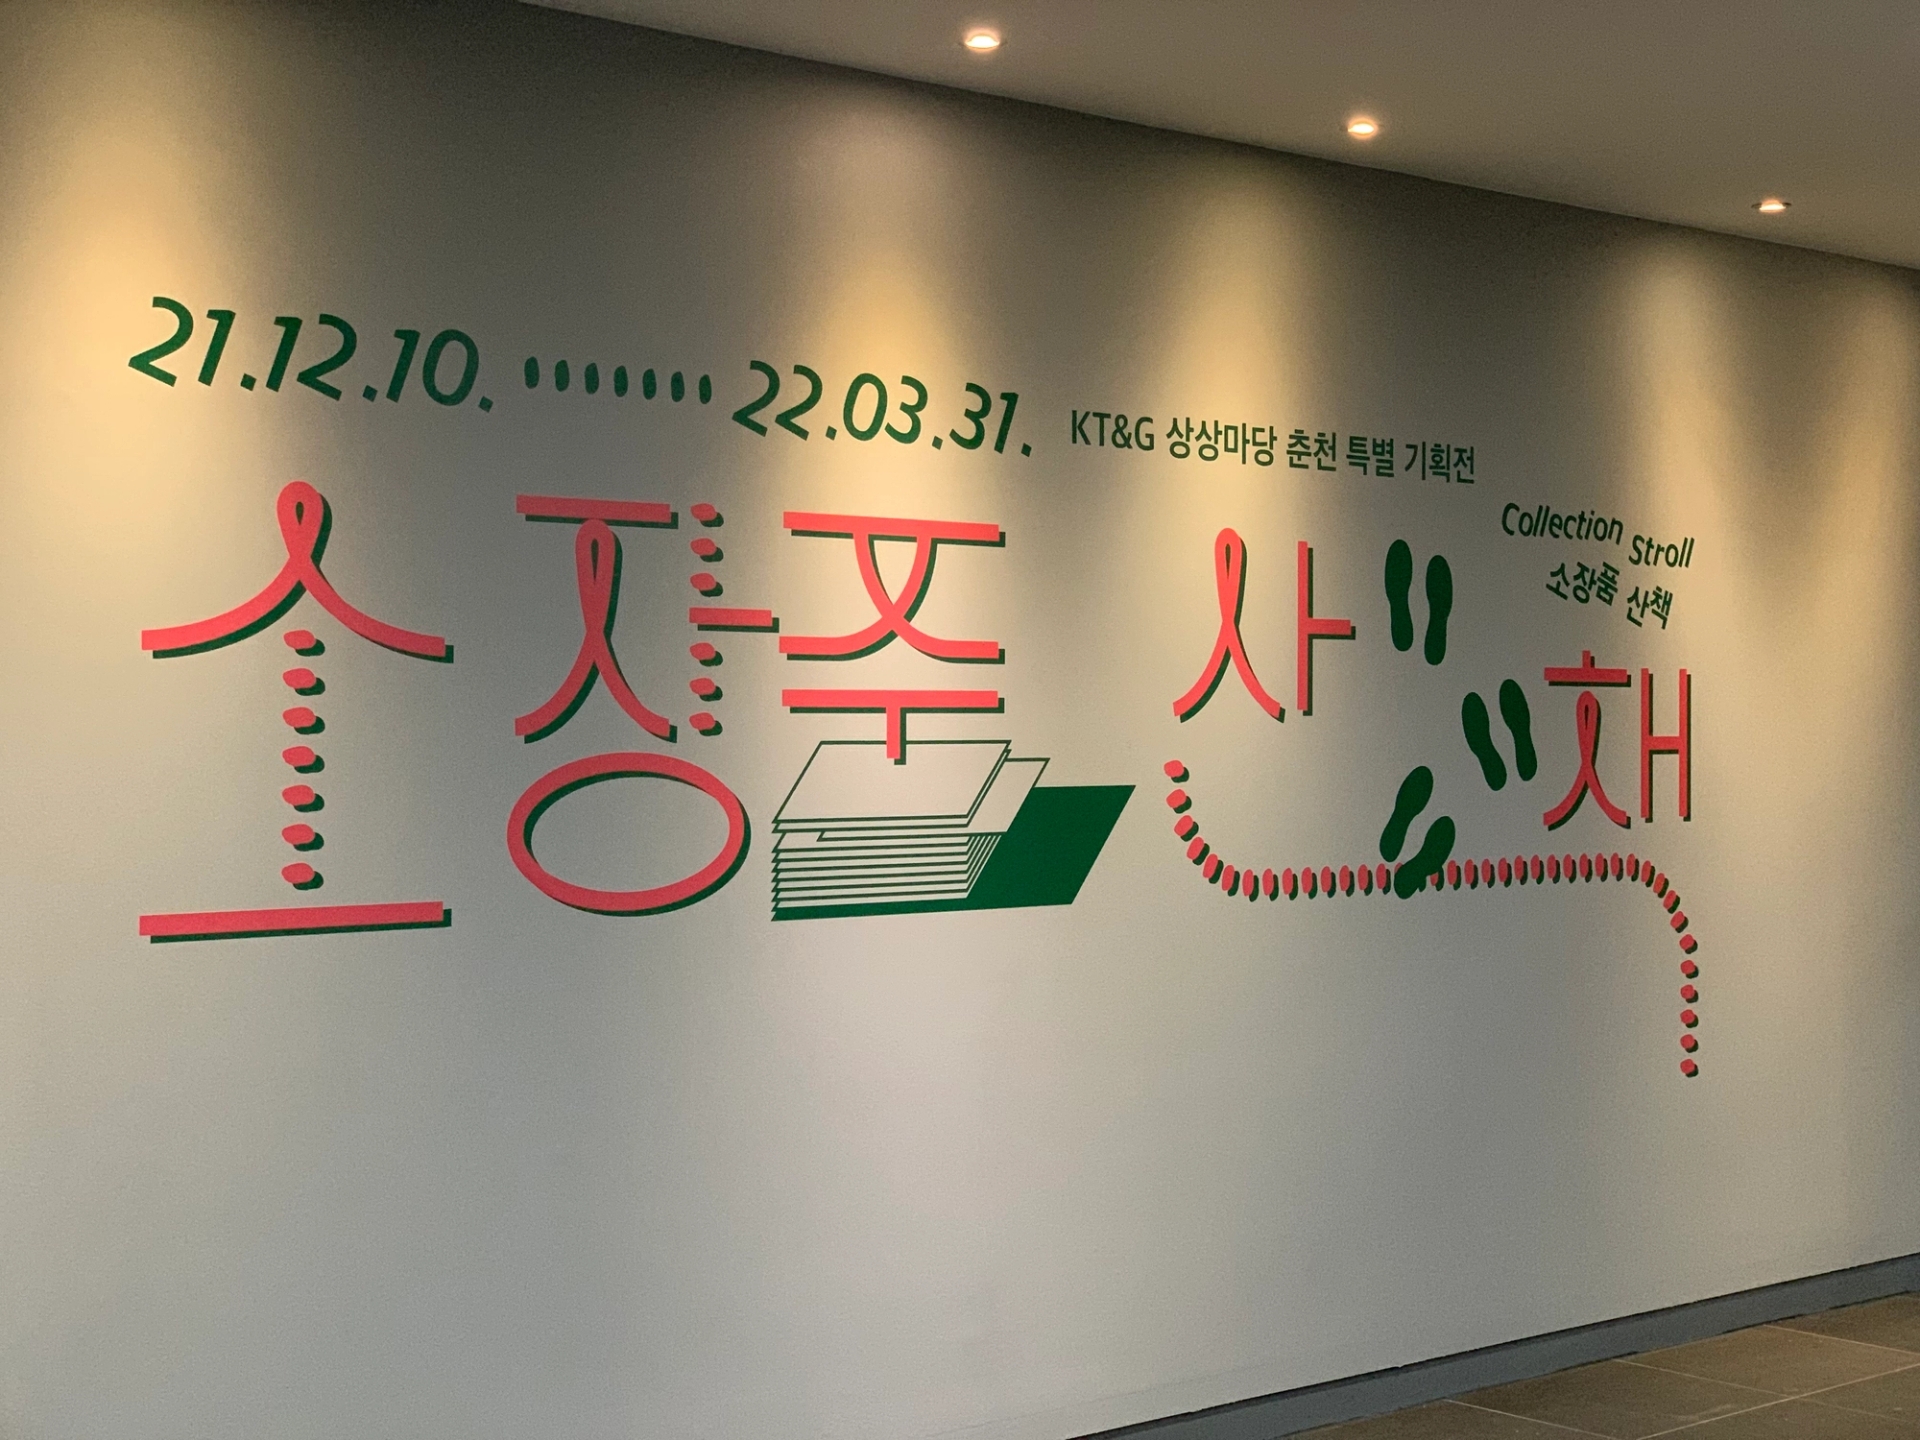 21.12.10. ‧‧‧‧‧‧‧ 22.03.31.
KT&G 상상마당 춘천 특별 기획전
Collection Stroll
소장품 산책
소장품 산책